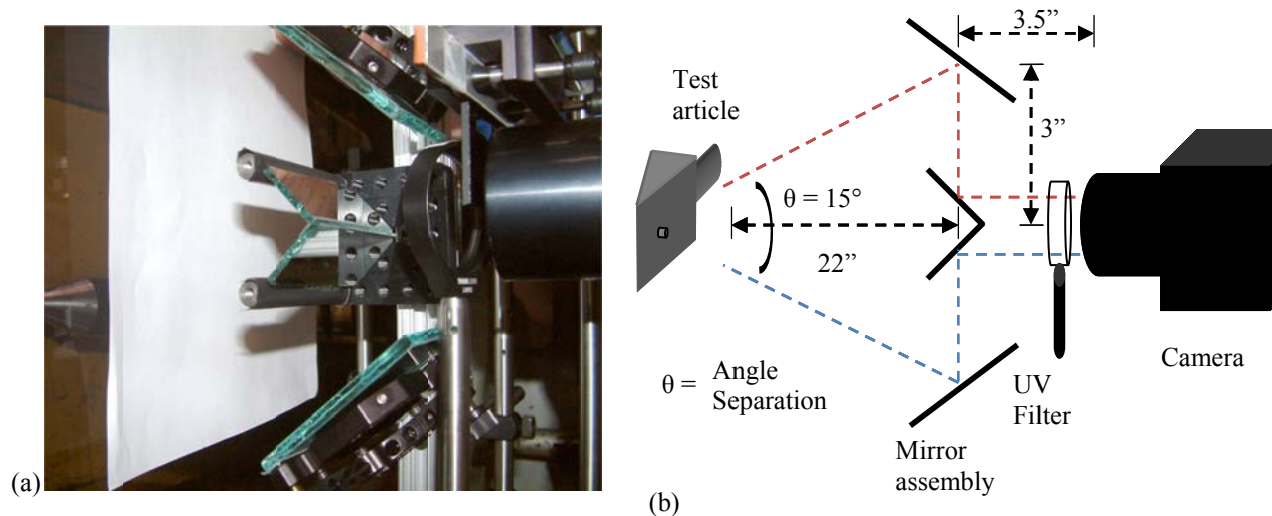 (a)
(b)
3.5”
Test
article
3”
θ = 15°
22”
θ = Angle
Separation
Mirror
assembly
UV
Filter
Camera